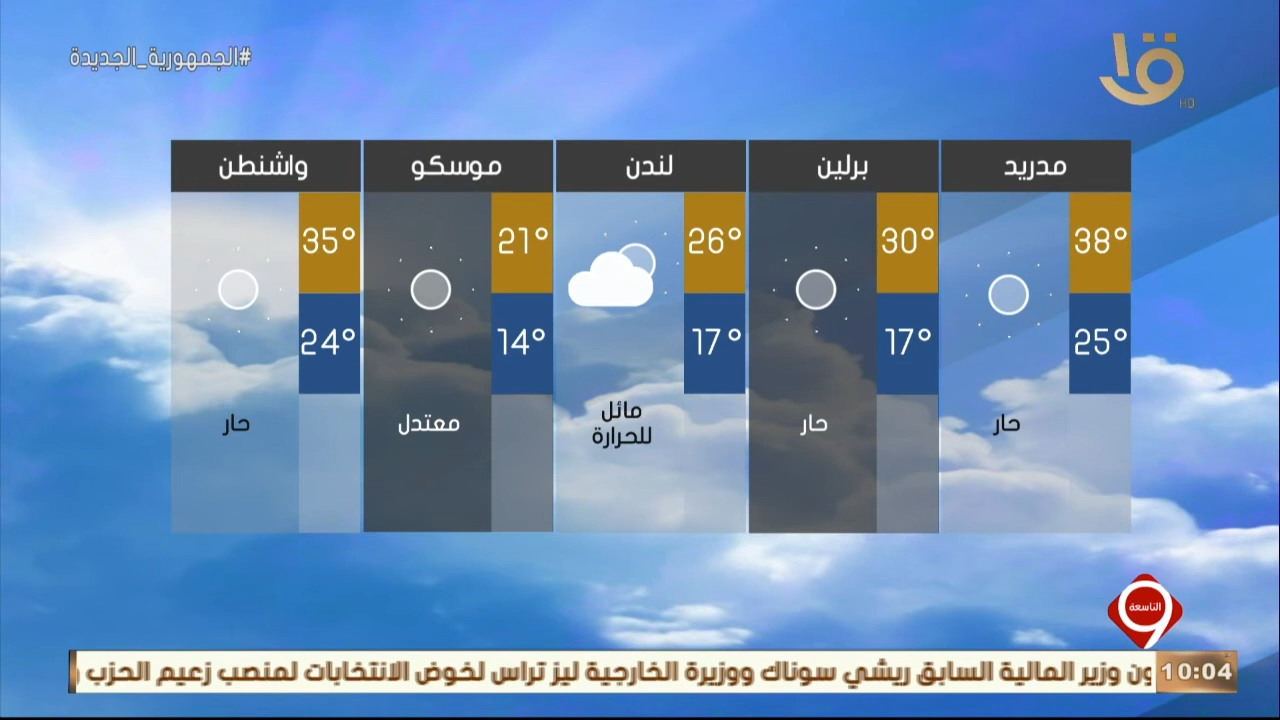 #الجمهورية_الجديدة
HD
مدريد
38°
25°
حار
برلين
30°
17°
حار
لندن
26°
17°
مائل
للحرارة
موسكو
21°
14°
معتدل
واشنطن
35°
24°
حار
التاسعة
9
10:04
ون وزير المالية السابق ريشي سوناك ووزيرة الخارجية ليز تراس لخوض الانتخابات لمنصب زعيم الحزب